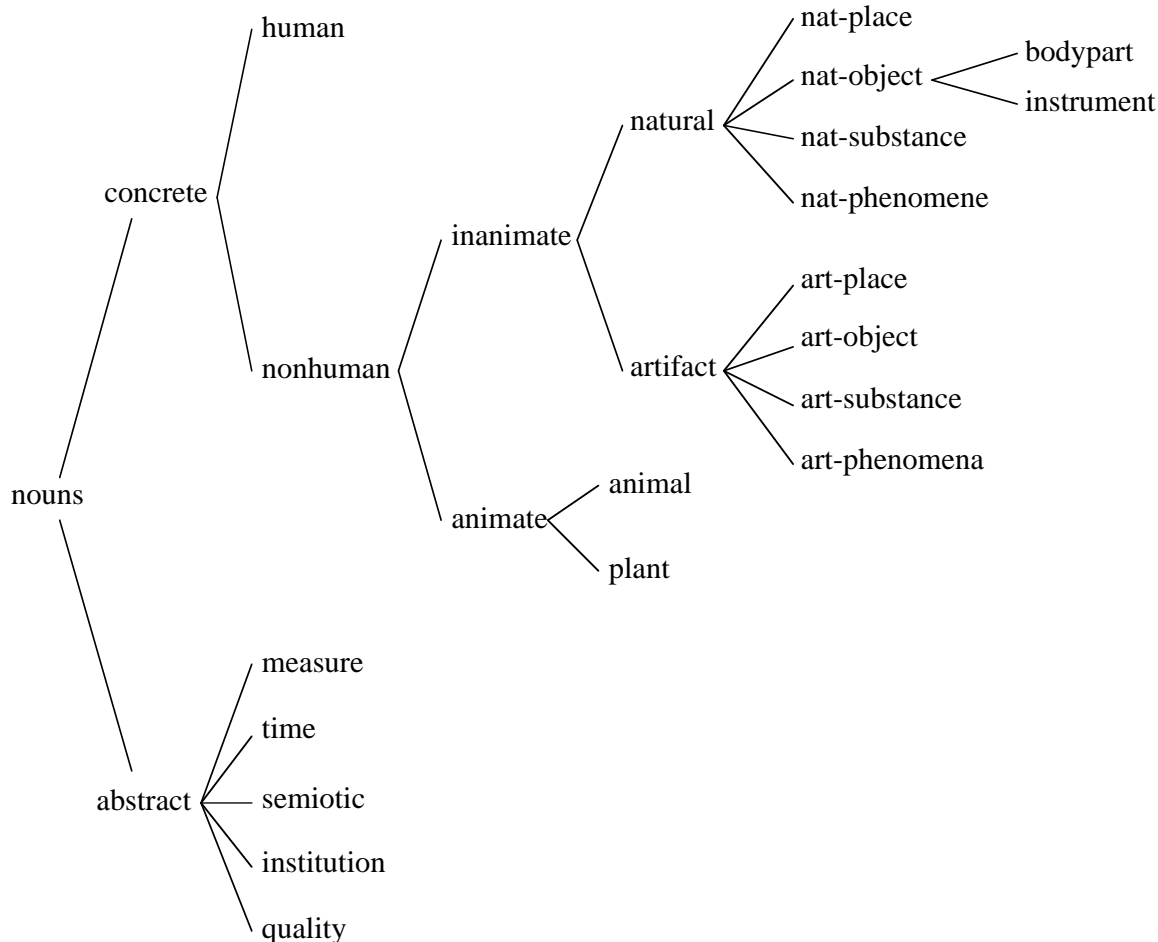 human
nat-place
bodypart
nat-object
instrument
natural
nat-substance
concrete
nat-phenomene
inanimate
art-place
art-object
nonhuman
artifact
art-substance
art-phenomena
animal
nouns
animate
plant
measure
time
abstract
semiotic
institution
quality